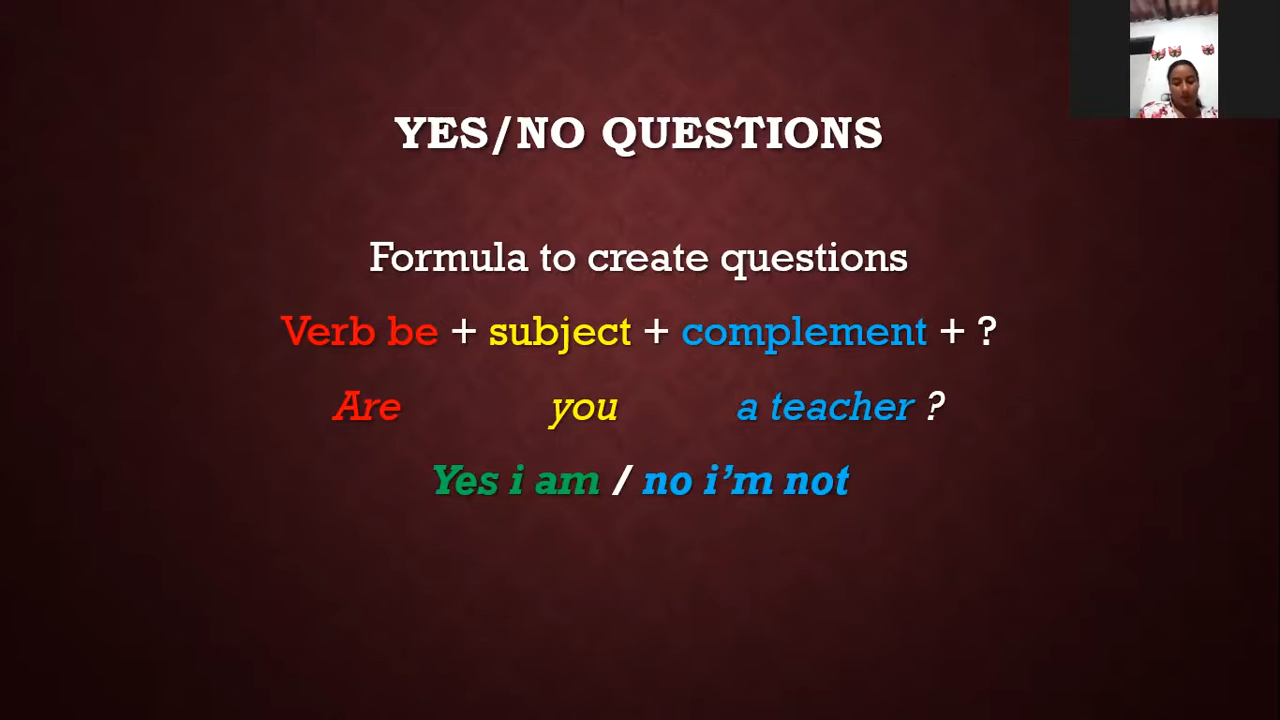 YES/NO QUESTIONS
Formula to create questions
Verb be + subject + complement + ?
Are you a teacher ?
Yes i am / no i’m not